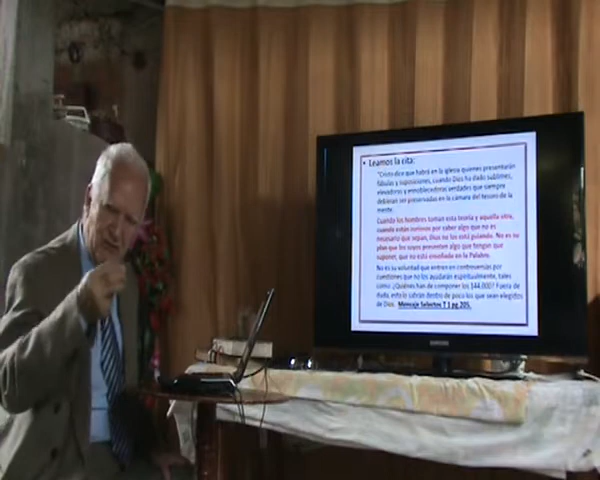 • Leamos la cita:
"Cristo dice que habrá en la iglesia quienes presentarán
fábulas y suposiciones, cuando Dios ha dado sublimes,
elevadoras y ennoblecedoras verdades que siempre
debieran ser preservadas en la cámara del tesoro de la
mente.
Cuando los hombres toman esta teoría y aquella otra,
cuando están curiosos por saber algo que no es
necesario que sepan, Dios no los está guiando. No es su
plan que los suyos presenten algo que tengan que
suponer, que no está enseñado en la Palabra.
No es su voluntad que entren en controversias por
cuestiones que no los ayudarán espiritualmente, tales
como: ¿Quiénes han de componer los 144.000? Fuera de
duda, esto lo sabrán dentro de poco los que sean elegidos
de Dios. Mensaje Selectos T 1 pg.205.
SAMSUNG